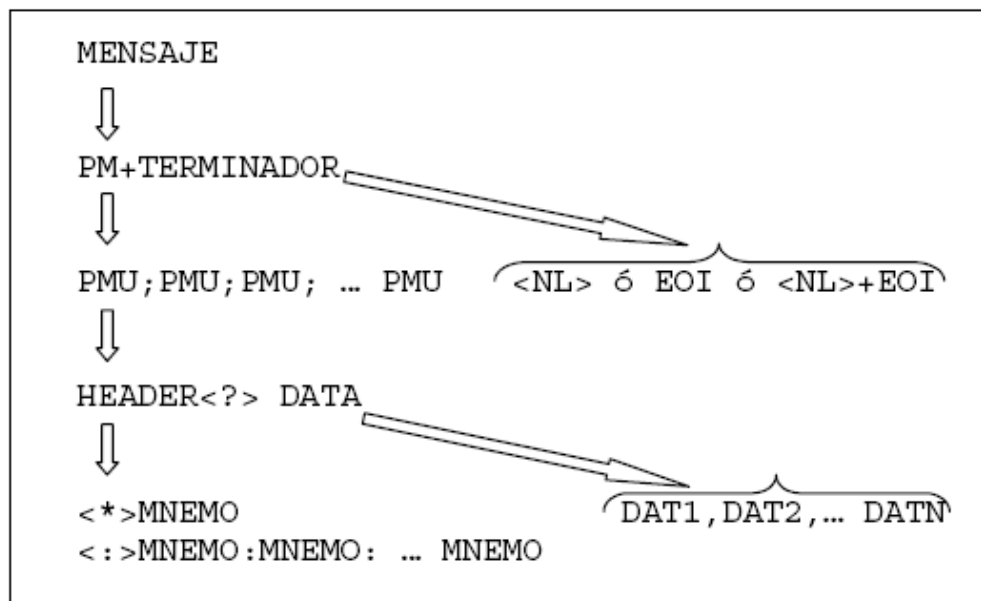 MENSAJE
PM+TERMINADOR
PMU;PMU;PMU; … PMU <NL> ó EOI ó <NL>+EOI
HEADER<?> DATA
<*>MNEMO DAT1,DAT2,… DATN
<:>MNEMO:MNEMO: … MNEMO